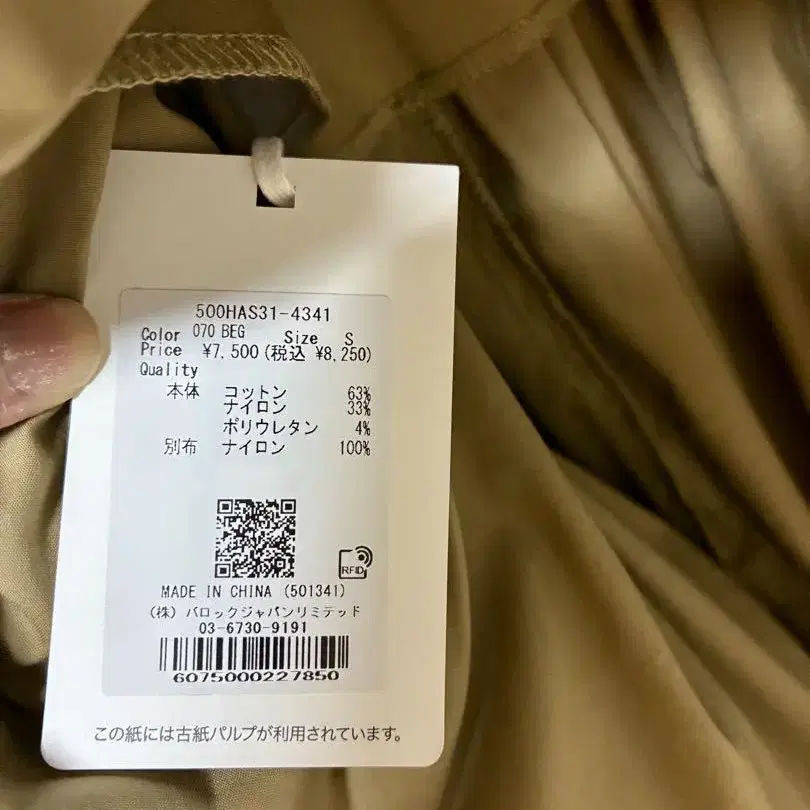 500HAS31-4341
Color 070 BEG Size S
Price ¥7,500(税込 ¥8,250)
Quality
本体 コットン 63%
ナイロン 33%
ポリウレタン 4%
別布 ナイロン 100%
RFID
MADE IN CHINA (501341)
(株) バロックジャパンリミテッド
03-6730-9191
6075000227850
この紙には古紙パルプが利用されています。